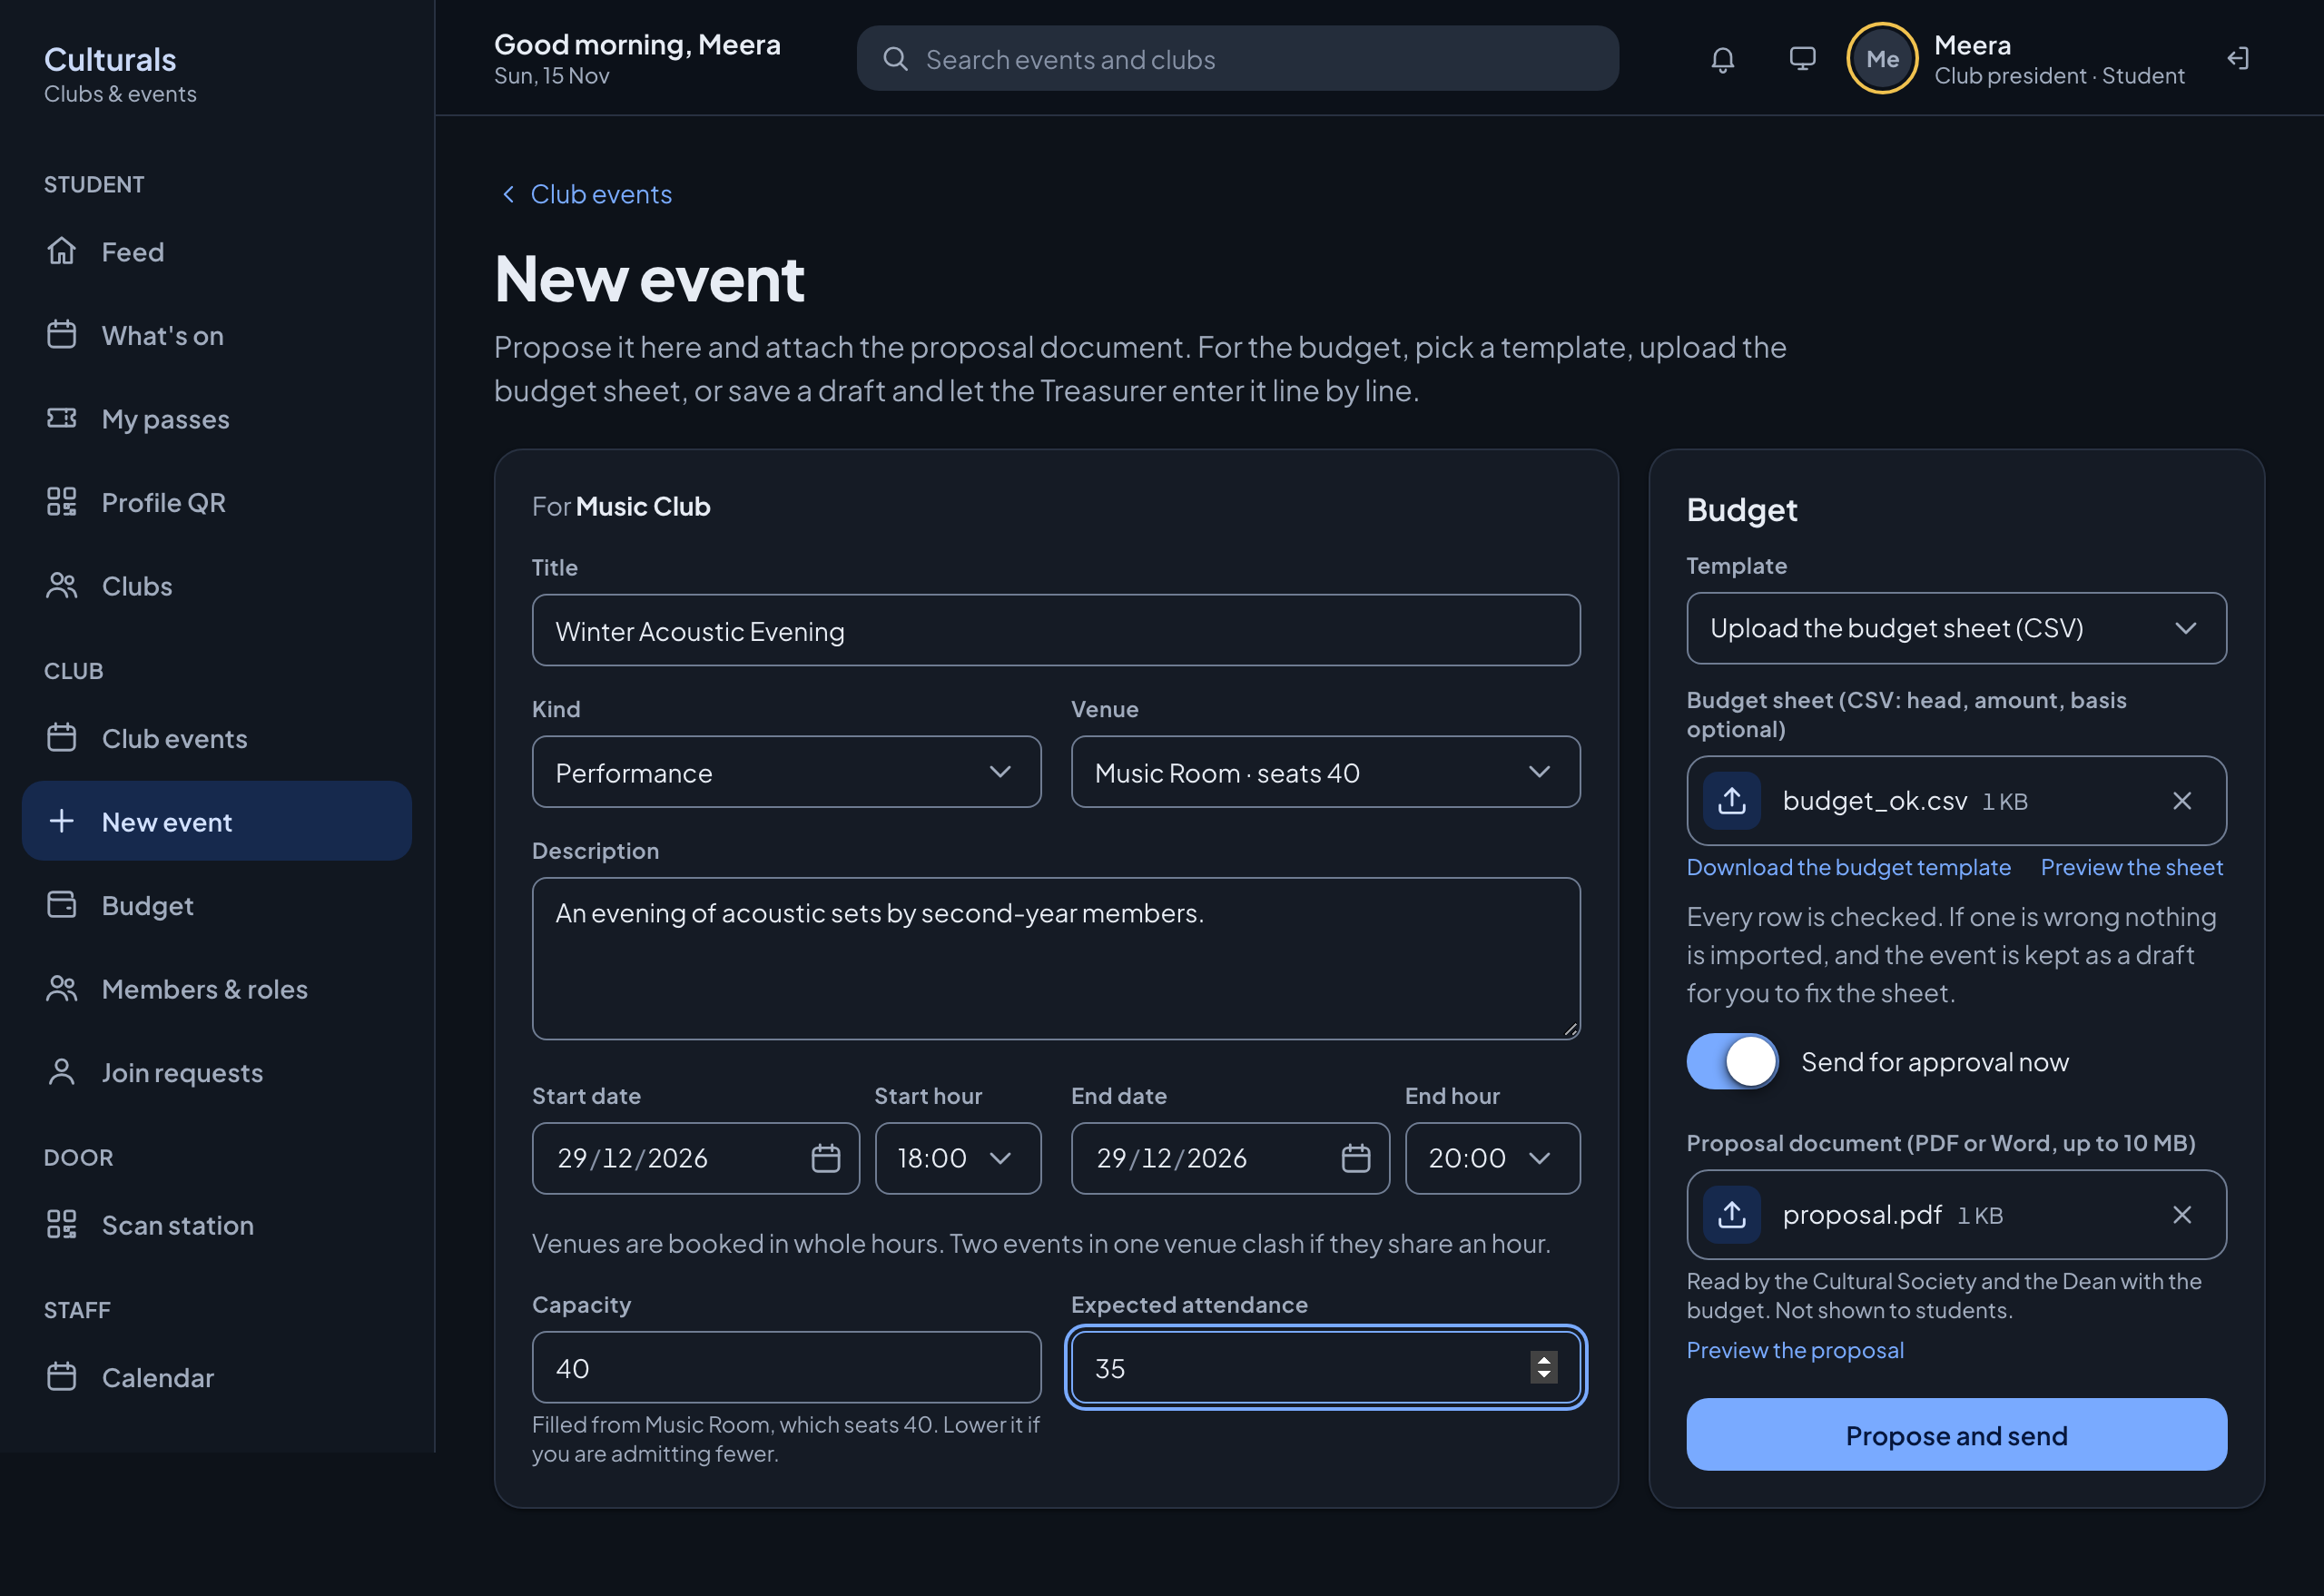 Culturals
Clubs & events
STUDENT
Feed
What's on
My passes
Profile QR
Clubs
CLUB
Club events
New event
Budget
Members & roles
Join requests
DOOR
Scan station
STAFF
Calendar
Good morning, Meera
Sun, 15 Nov
Search events and clubs
Me
Meera
Club president · Student
Club events
New event
Propose it here and attach the proposal document. For the budget, pick a template, upload the
budget sheet, or save a draft and let the Treasurer enter it line by line.
For Music Club
Title
Winter Acoustic Evening
Kind
Venue
Performance
Music Room · seats 40
Description
An evening of acoustic sets by second-year members.
Start date
Start hour
End date
End hour
29/12/2026
18:00
29/12/2026
20:00
Venues are booked in whole hours. Two events in one venue clash if they share an hour.
Capacity
Expected attendance
40
35
Filled from Music Room, which seats 40. Lower it if
you are admitting fewer.
Budget
Template
Upload the budget sheet (CSV)
Budget sheet (CSV: head, amount, basis
optional)
budget_ok.csv 1 KB
Download the budget template
Preview the sheet
Every row is checked. If one is wrong nothing
is imported, and the event is kept as a draft
for you to fix the sheet.
Send for approval now
Proposal document (PDF or Word, up to 10 MB)
proposal.pdf 1 KB
Read by the Cultural Society and the Dean with the
budget. Not shown to students.
Preview the proposal
Propose and send